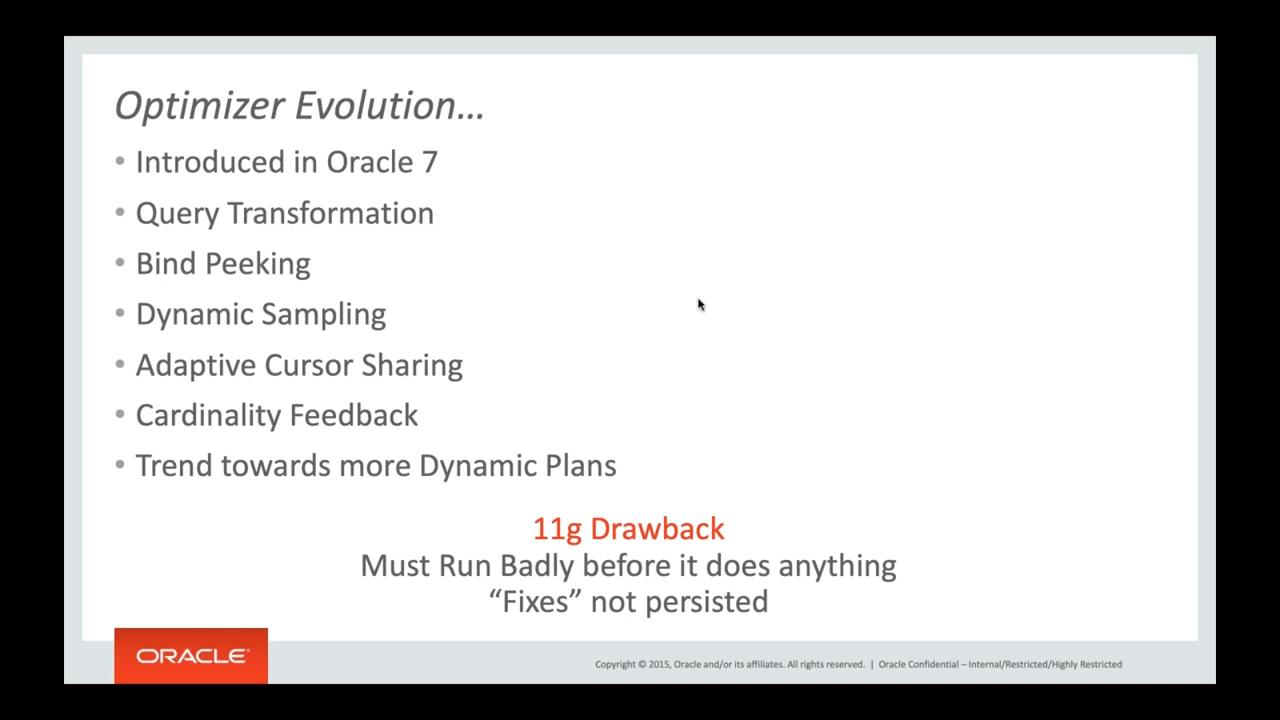 Optimizer Evolution...
• Introduced in Oracle 7
• Query Transformation
• Bind Peeking
• Dynamic Sampling
• Adaptive Cursor Sharing
• Cardinality Feedback
• Trend towards more Dynamic Plans
11g Drawback
Must Run Badly before it does anything
“Fixes” not persisted
ORACLE®
Copyright © 2015, Oracle and/or its affiliates. All rights reserved. | Oracle Confidential – Internal/Restricted/Highly Restricted